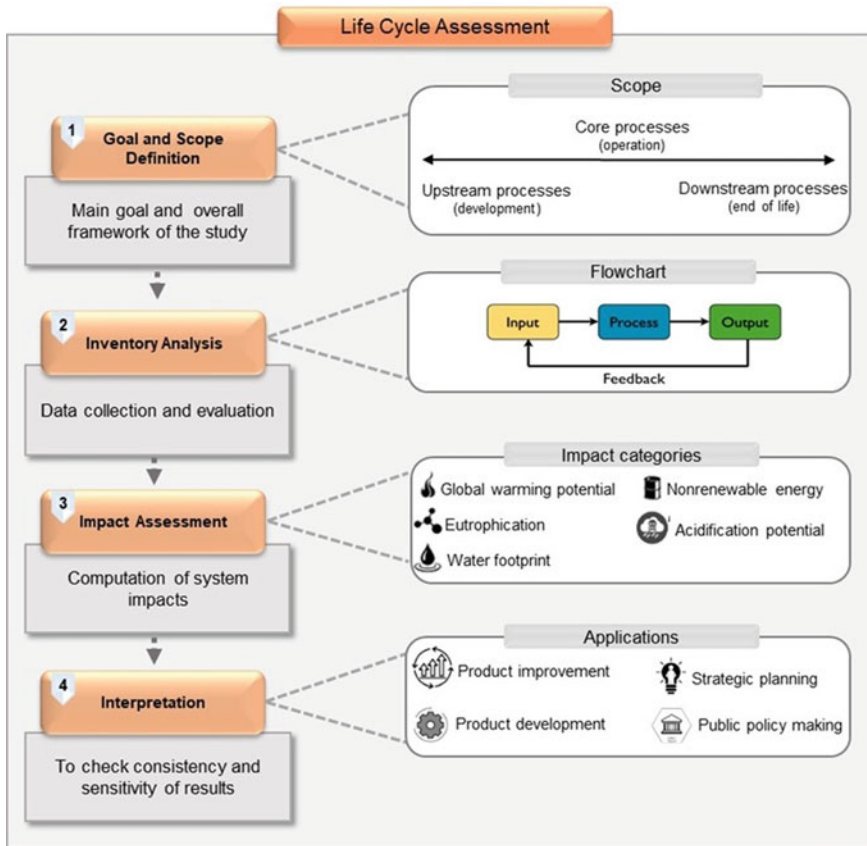 Life Cycle Assessment
1
Goal and Scope
Definition
Main goal and overall
framework of the study
Scope
Core processes
(operation)
Upstream processes
(development)
Downstream processes
(end of life)
2
Inventory Analysis
Data collection and evaluation
Flowchart
Input
Process
Output
Feedback
3
Impact Assessment
Computation of system
impacts
Impact categories
Global warming potential
Nonrenewable energy
Eutrophication
Acidification potential
Water footprint
4
Interpretation
To check consistency and
sensitivity of results
Applications
Product improvement
Strategic planning
Product development
Public policy making